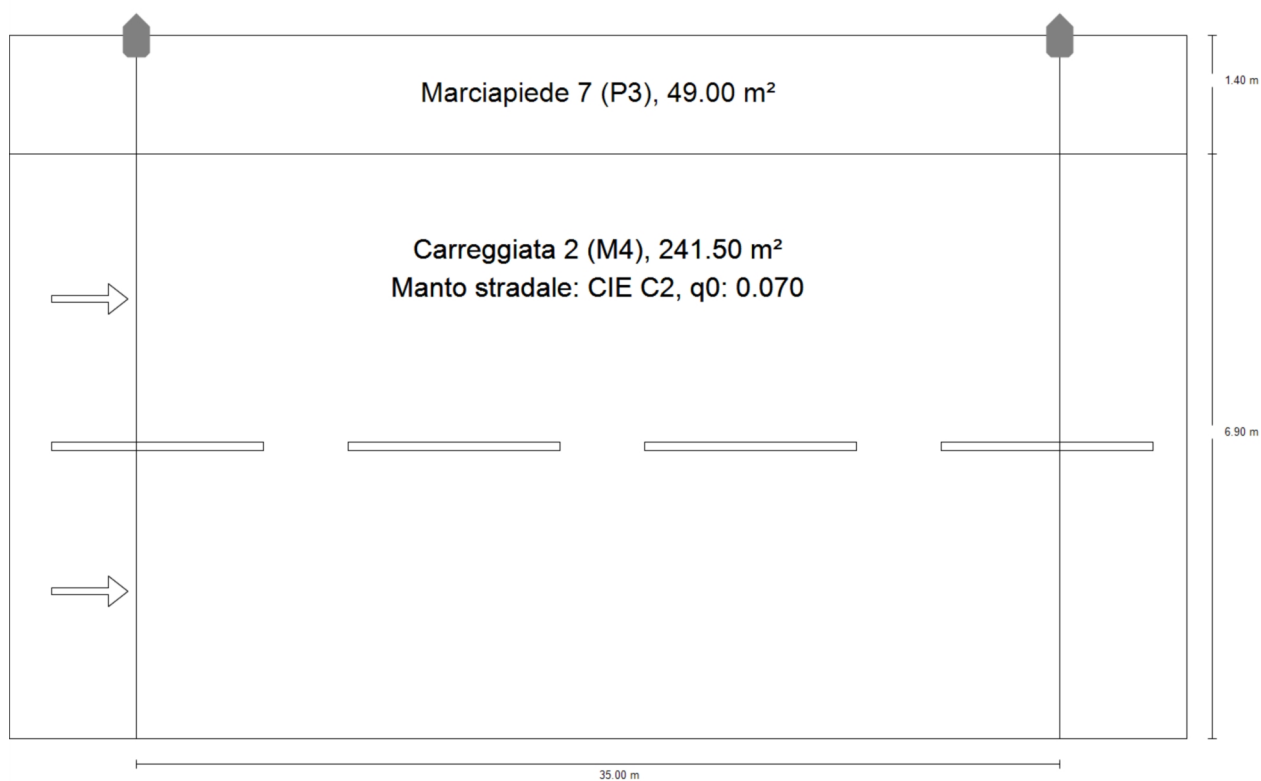 Marciapiede 7 (P3), 49.00 m²
1.40 m
Carreggiata 2 (M4), 241.50 m²
Manto stradale: CIE C2, q0: 0.070
6.90 m
35.00 m